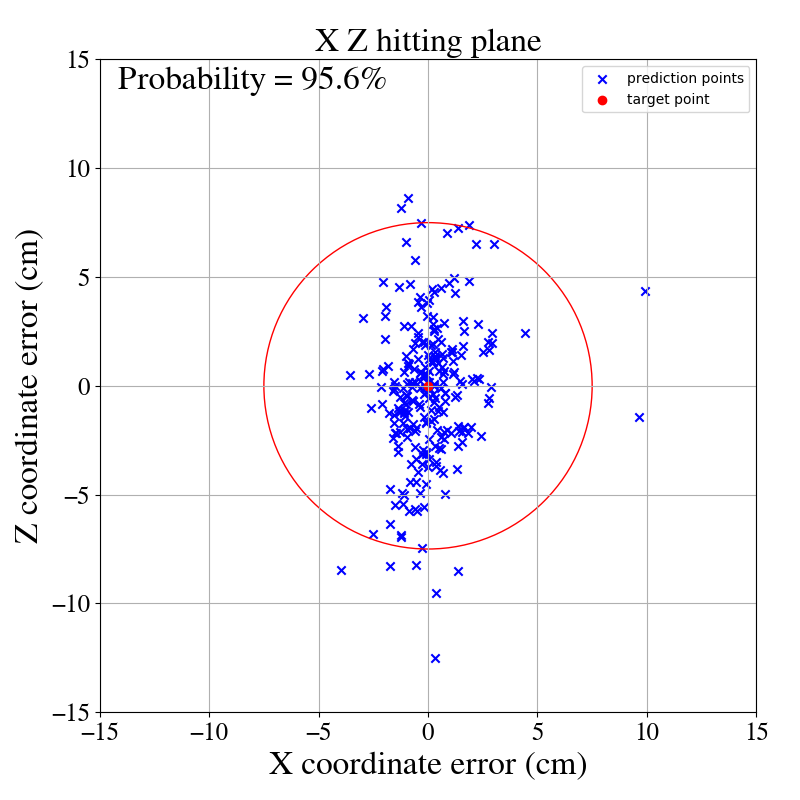 X Z hitting plane
Probability = 95.6%
prediction points
target point
Z coordinate error (cm)
15
10
5
0
−5
−10
−15
−15
−10
−5
0
5
10
15
X coordinate error (cm)